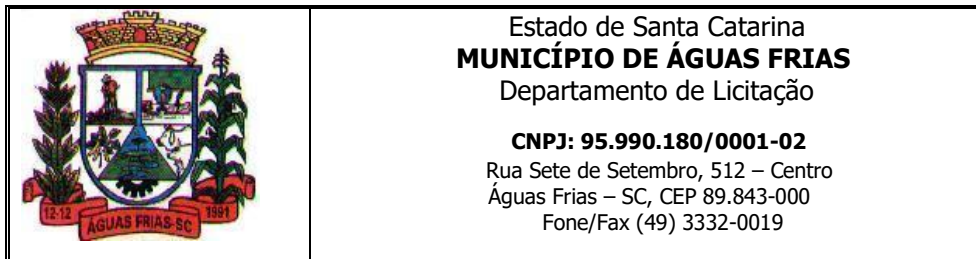 12-12
ÁGUAS FRIAS-SC
1991
Estado de Santa Catarina
MUNICÍPIO DE ÁGUAS FRIAS
Departamento de Licitação
CNPJ: 95.990.180/0001-02
Rua Sete de Setembro, 512 – Centro
Águas Frias – SC, CEP 89.843-000
Fone/Fax (49) 3332-0019